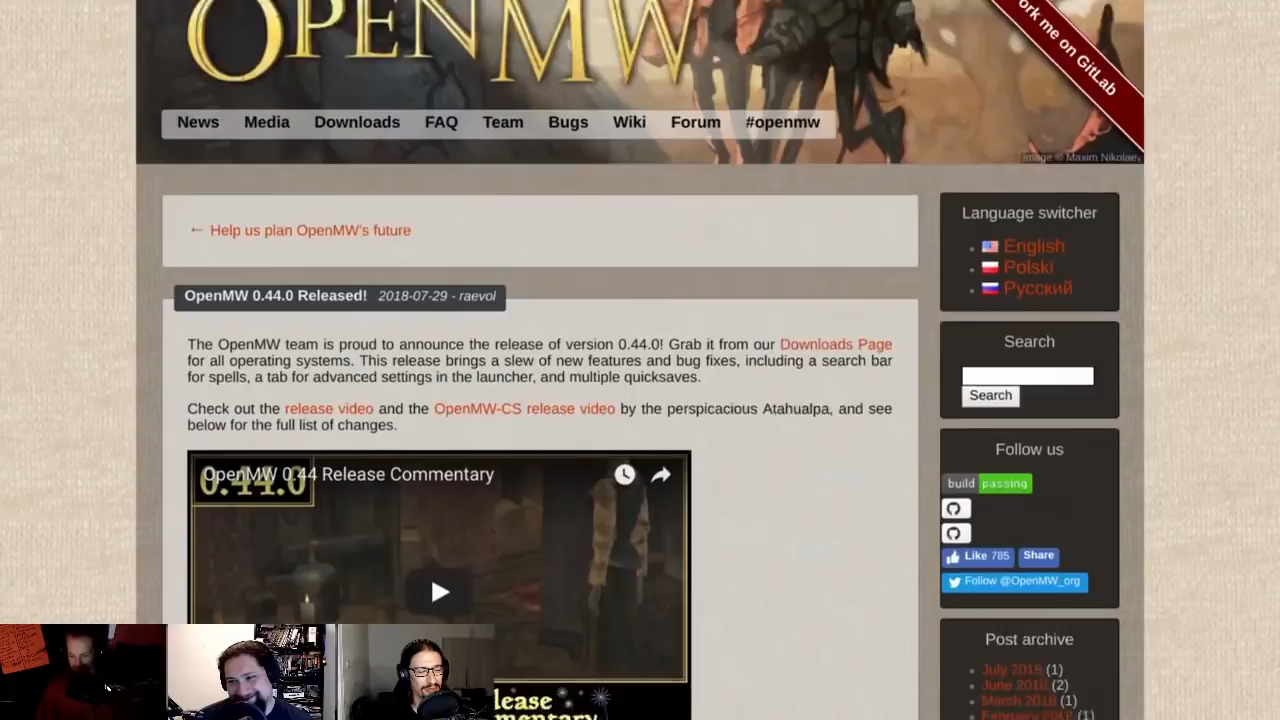 OPENMW
ork me on GitLab
News Media Downloads FAQ Team Bugs Wiki Forum #openmw
image © Maxim Nikolaev
← Help us plan OpenMW's future
OpenMW 0.44.0 Released! 2018-07-29 - raevol
The OpenMW team is proud to announce the release of version 0.44.0! Grab it from our Downloads Page
for all operating systems. This release brings a slew of new features and bug fixes, including a search bar
for spells, a tab for advanced settings in the launcher, and multiple quicksaves.
Check out the release video and the OpenMW-CS release video by the perspicacious Atahualpa, and see
below for the full list of changes.
0.44.0
OpenMW 0.44 Release Commentary
lease
mentary
Language switcher
English
Polski
Русский
Search
Search
Follow us
build passing
Like 785 Share
Follow @OpenMW_org
Post archive
July 2018 (1)
June 2018 (2)
March 2018 (1)
(1)